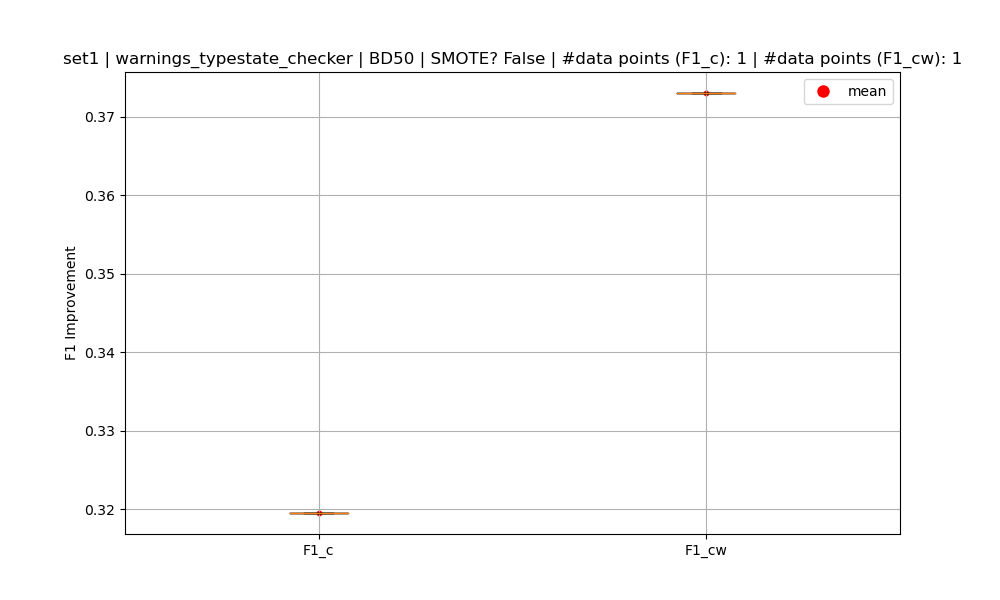 set1 | warnings_typestate_checker | BD50 | SMOTE? False | #data points (F1_c): 1 | #data points (F1_cw): 1
mean
0.37
0.36
0.35
0.34
0.33
0.32
F1 Improvement
F1_c
F1_cw